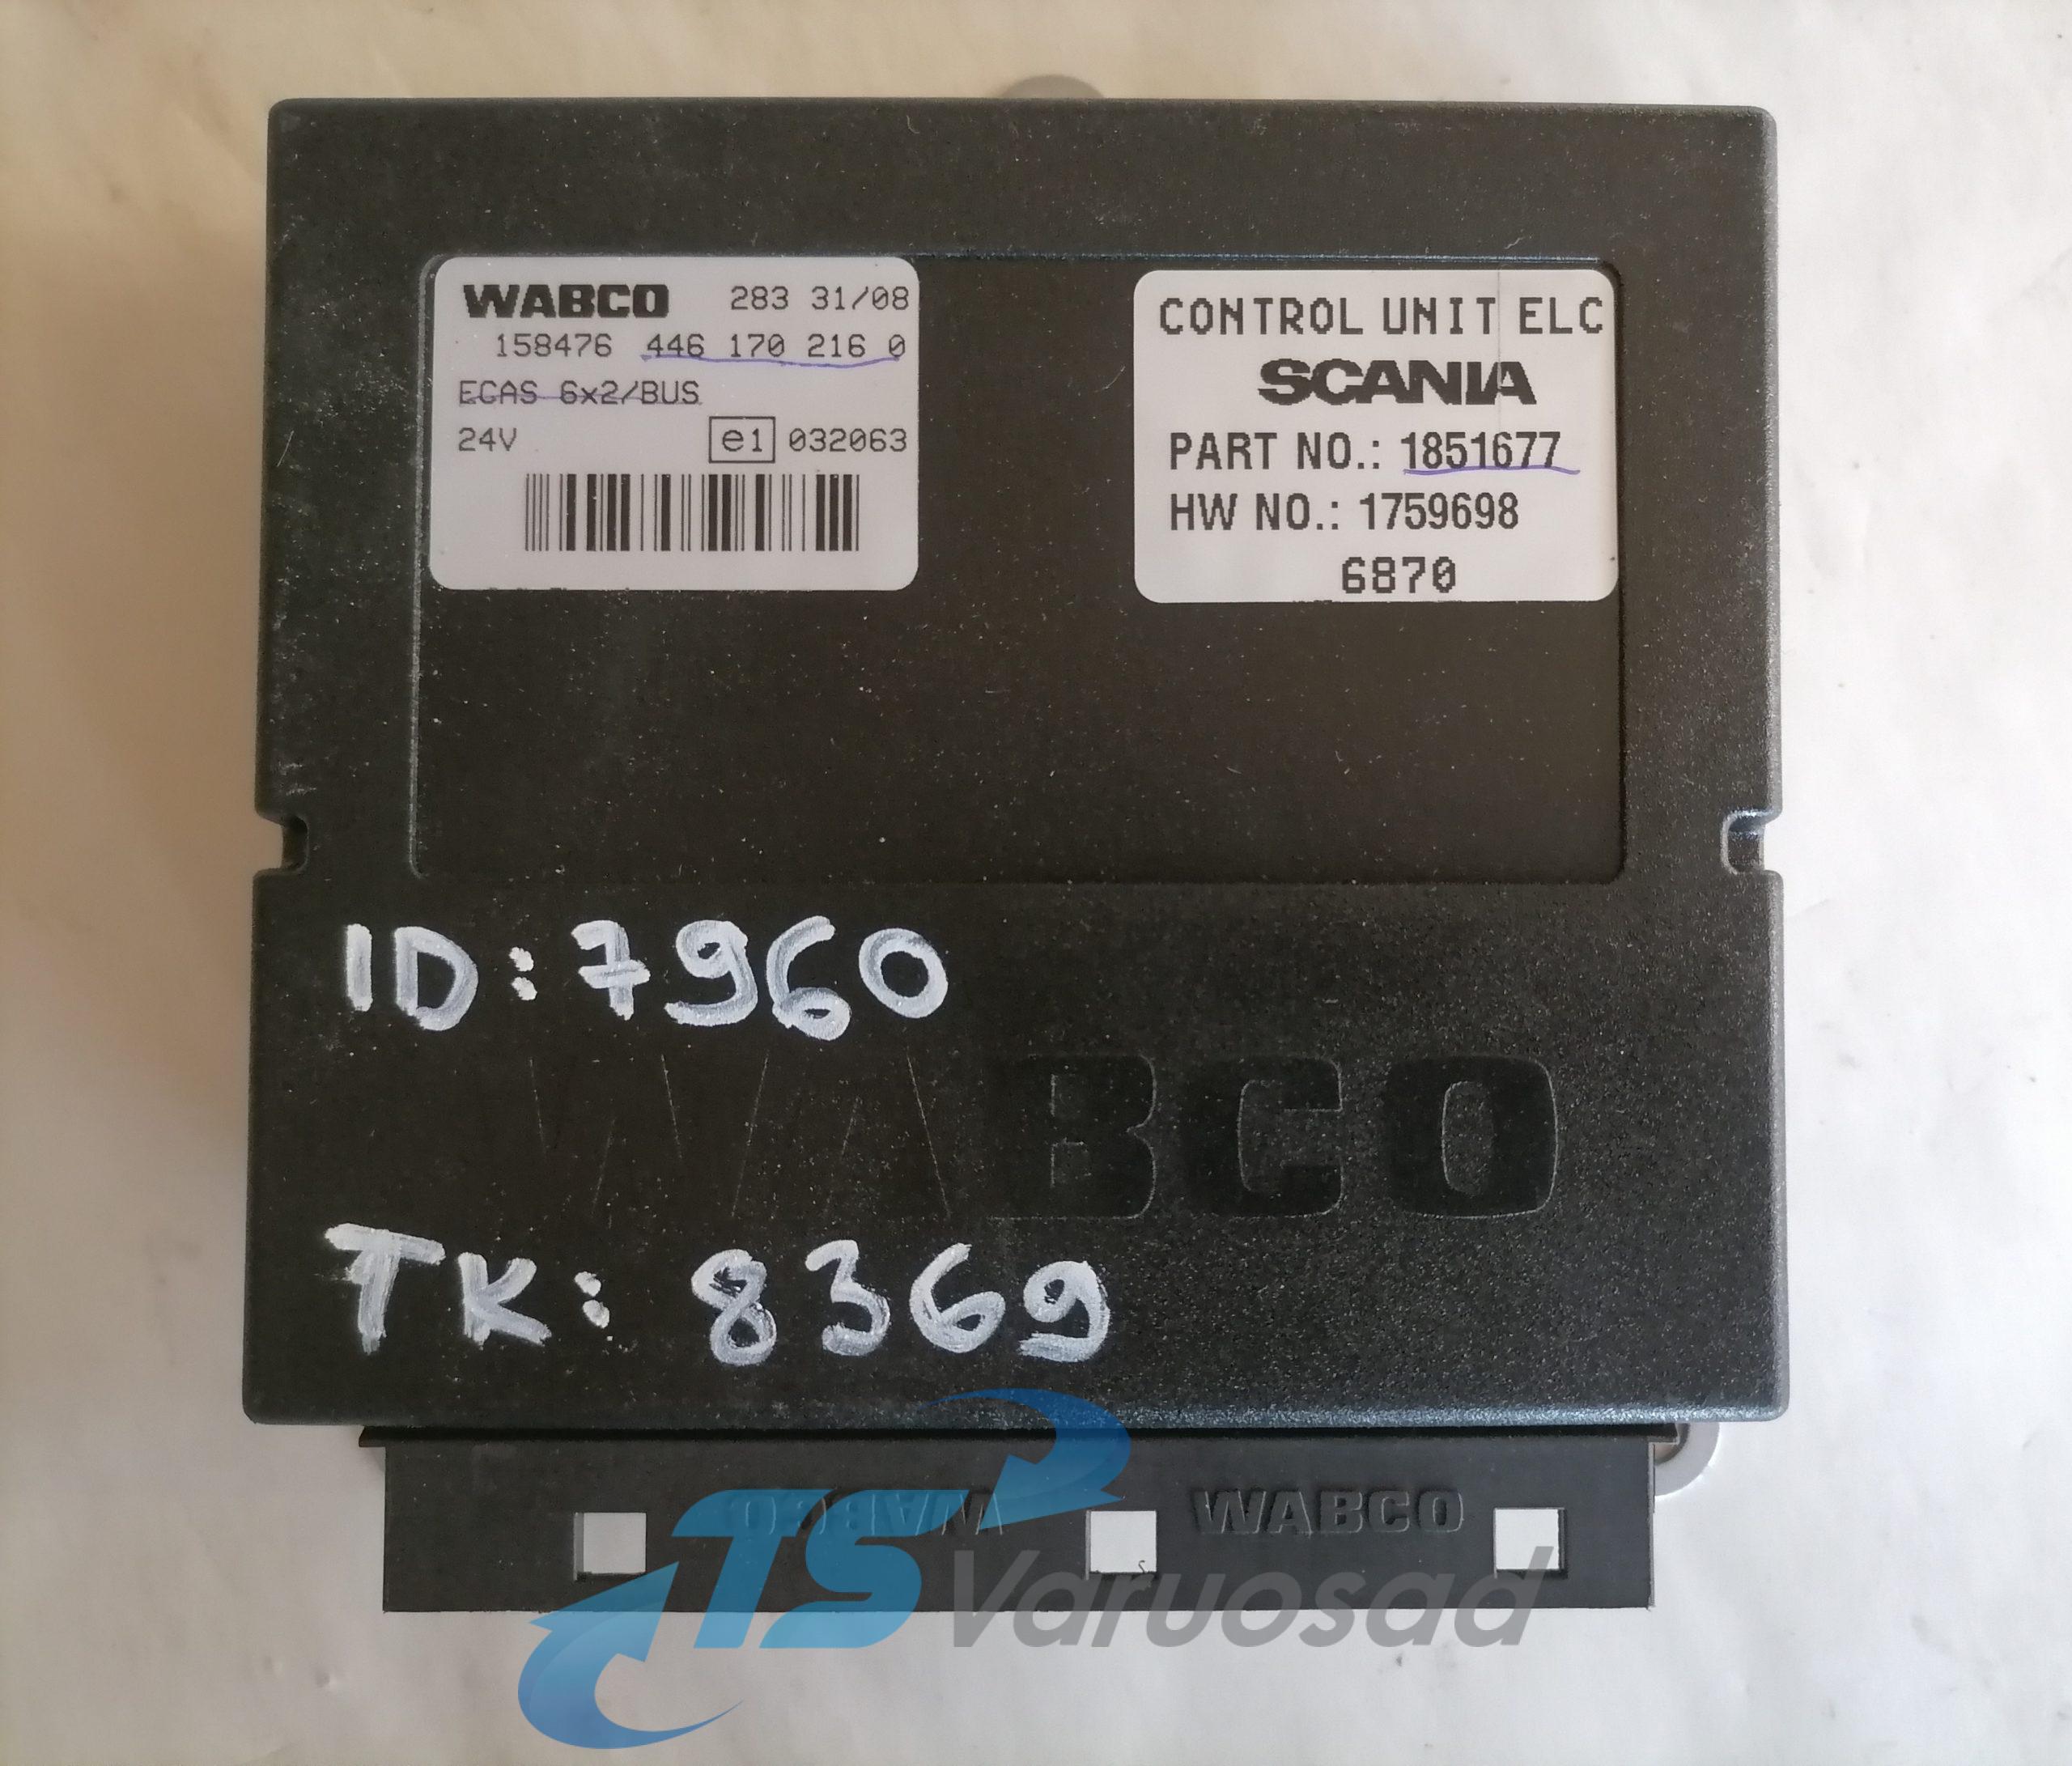 WABCO 283 31/08
158476 446 170 216 0
ECAS 6x2/BUS
24V e1 032063
CONTROL UNIT ELC
SCANIA
PART NO.: 1851677
HW NO.: 1759698
6870
ID: 7960
WABCO
TK: 8369
WABCO WABCO
TS Varuosad